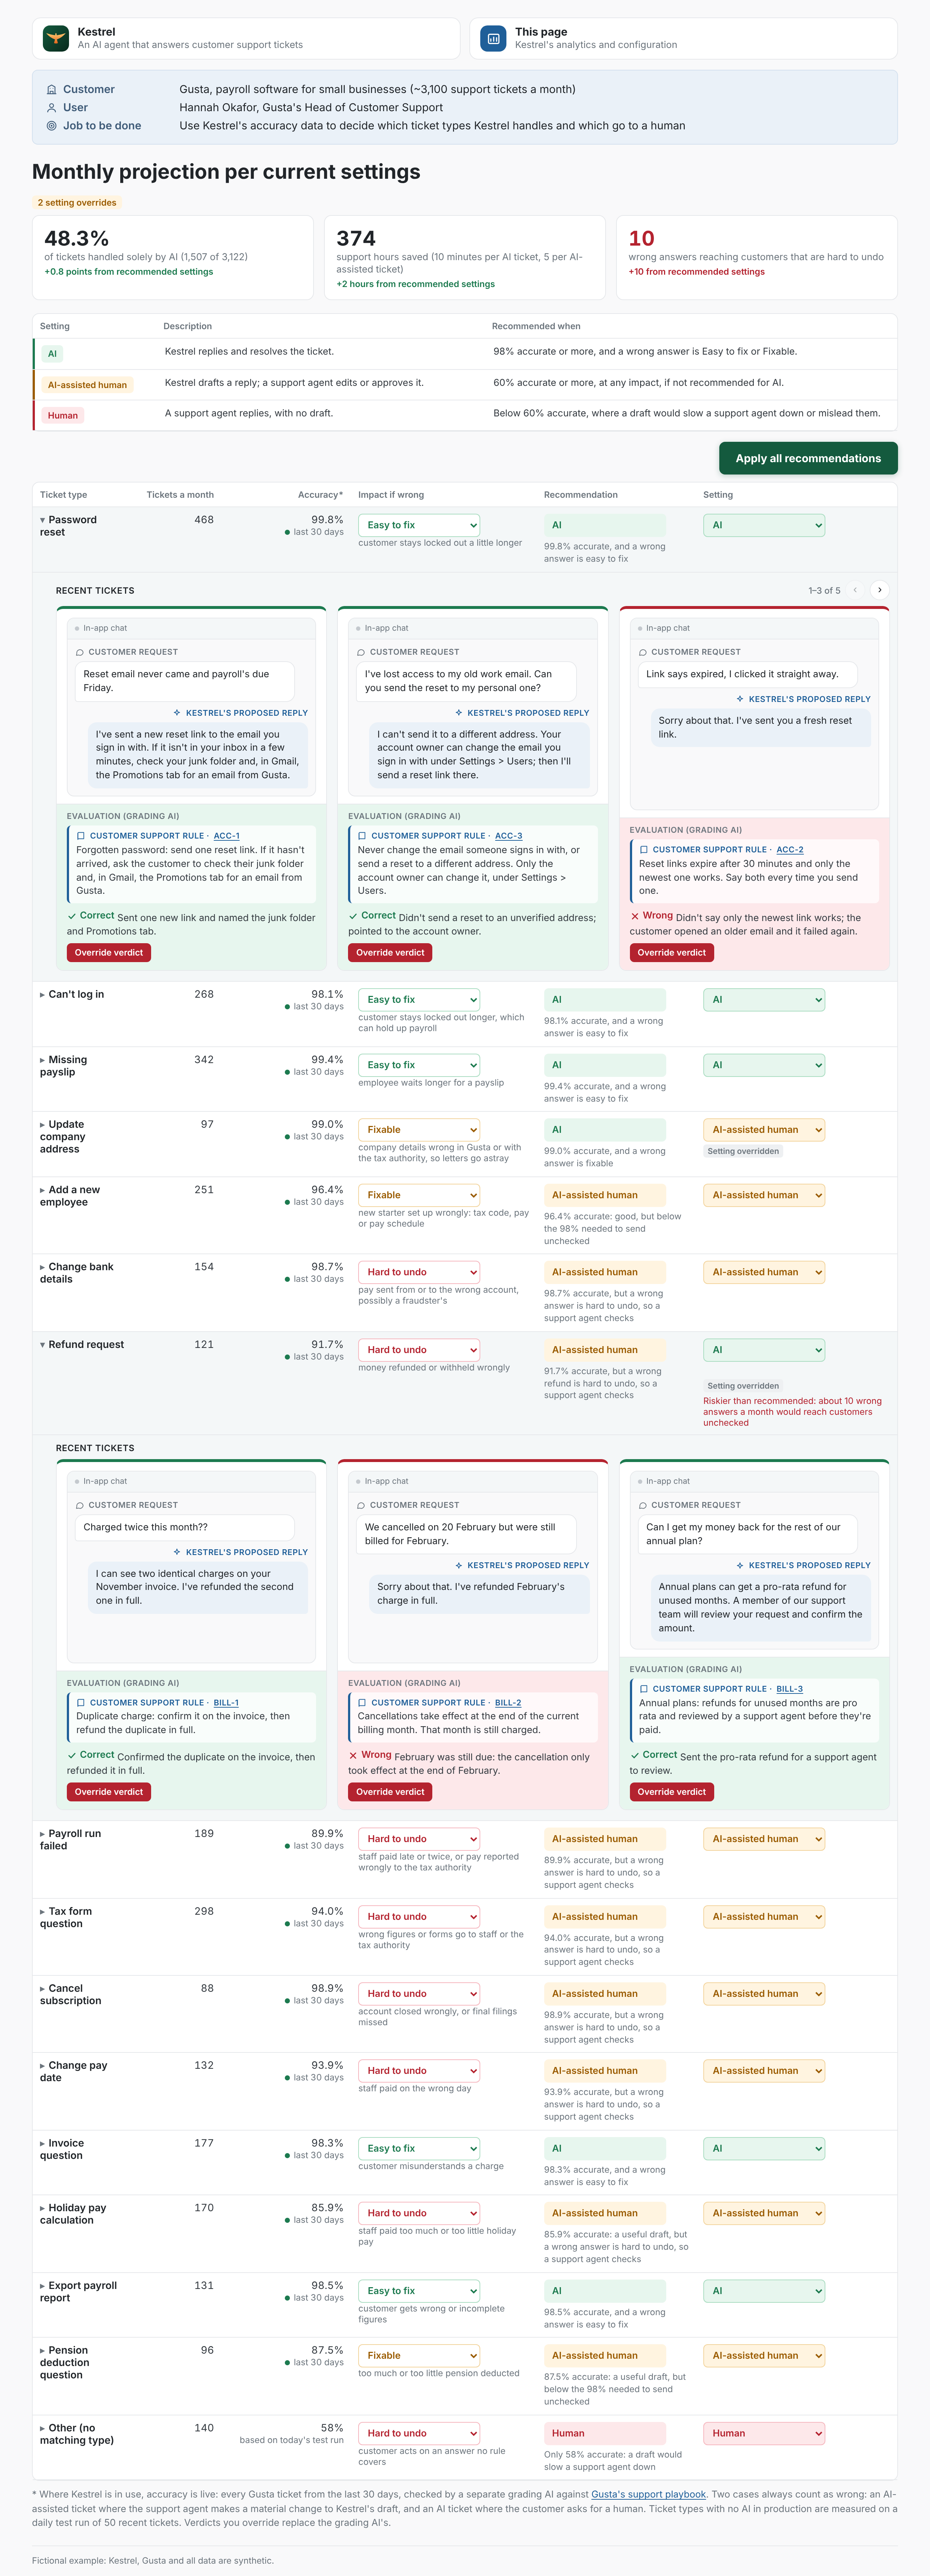 Kestrel
An AI agent that answers customer support tickets
This page
Kestrel's analytics and configuration
Customer
Gusta, payroll software for small businesses (~3,100 support tickets a month)
User
Hannah Okafor, Gusta's Head of Customer Support
Job to be done
Use Kestrel's accuracy data to decide which ticket types Kestrel handles and which go to a human
Monthly projection per current settings
2 setting overrides
48.3%
of tickets handled solely by AI (1,507 of 3,122)
+0.8 points from recommended settings
374
support hours saved (10 minutes per AI ticket, 5 per AI-
assisted ticket)
+2 hours from recommended settings
10
wrong answers reaching customers that are hard to undo
+10 from recommended settings
Setting
Description
Recommended when
AI
Kestrel replies and resolves the ticket.
98% accurate or more, and a wrong answer is Easy to fix or Fixable.
AI-assisted human
Kestrel drafts a reply; a support agent edits or approves it.
60% accurate or more, at any impact, if not recommended for AI.
Human
A support agent replies, with no draft.
Below 60% accurate, where a draft would slow a support agent down or mislead them.
Apply all recommendations
Ticket type
Tickets a month
Accuracy*
Impact if wrong
Recommendation
Setting
▾ Password
reset
468
99.8%
last 30 days
Easy to fix
customer stays locked out a little longer
AI
99.8% accurate, and a wrong
answer is easy to fix
AI
RECENT TICKETS
1–3 of 5
‹
›
In-app chat
CUSTOMER REQUEST
Reset email never came and payroll's due
Friday.
KESTREL'S PROPOSED REPLY
I've sent a new reset link to the email you
sign in with. If it isn't in your inbox in a few
minutes, check your junk folder and, in Gmail,
the Promotions tab for an email from Gusta.
EVALUATION (GRADING AI)
CUSTOMER SUPPORT RULE · ACC-1
Forgotten password: send one reset link. If it hasn't
arrived, ask the customer to check their junk folder
and, in Gmail, the Promotions tab for an email from
Gusta.
Correct Sent one new link and named the junk folder
and Promotions tab.
Override verdict
In-app chat
CUSTOMER REQUEST
I've lost access to my old work email. Can
you send the reset to my personal one?
KESTREL'S PROPOSED REPLY
I can't send it to a different address. Your
account owner can change the email you
sign in with under Settings > Users; then I'll
send a reset link there.
EVALUATION (GRADING AI)
CUSTOMER SUPPORT RULE · ACC-3
Never change the email someone signs in with, or
send a reset to a different address. Only the
account owner can change it, under Settings >
Users.
Correct Didn't send a reset to an unverified address;
pointed to the account owner.
Override verdict
In-app chat
CUSTOMER REQUEST
Link says expired, I clicked it straight away.
KESTREL'S PROPOSED REPLY
Sorry about that. I've sent you a fresh reset
link.
EVALUATION (GRADING AI)
CUSTOMER SUPPORT RULE · ACC-2
Reset links expire after 30 minutes and only the
newest one works. Say both every time you send
one.
Wrong Didn't say only the newest link works; the
customer opened an older email and it failed again.
Override verdict
▸ Can't log in
268
98.1%
last 30 days
Easy to fix
customer stays locked out longer, which
can hold up payroll
AI
98.1% accurate, and a wrong
answer is easy to fix
AI
▸ Missing
payslip
342
99.4%
last 30 days
Easy to fix
employee waits longer for a payslip
AI
99.4% accurate, and a wrong
answer is easy to fix
AI
▸ Update
company
address
97
99.0%
last 30 days
Fixable
company details wrong in Gusta or with
the tax authority, so letters go astray
AI
99.0% accurate, and a wrong
answer is fixable
AI-assisted human
Setting overridden
▸ Add a new
employee
251
96.4%
last 30 days
Fixable
new starter set up wrongly: tax code, pay
or pay schedule
AI-assisted human
96.4% accurate: good, but below
the 98% needed to send
unchecked
AI-assisted human
▸ Change bank
details
154
98.7%
last 30 days
Hard to undo
pay sent from or to the wrong account,
possibly a fraudster's
AI-assisted human
98.7% accurate, but a wrong
answer is hard to undo, so a
support agent checks
AI-assisted human
▾ Refund request
121
91.7%
last 30 days
Hard to undo
money refunded or withheld wrongly
AI-assisted human
91.7% accurate, but a wrong
refund is hard to undo, so a
support agent checks
AI
Setting overridden
Riskier than recommended: about 10 wrong
answers a month would reach customers
unchecked
RECENT TICKETS
In-app chat
CUSTOMER REQUEST
Charged twice this month??
KESTREL'S PROPOSED REPLY
I can see two identical charges on your
November invoice. I've refunded the second
one in full.
EVALUATION (GRADING AI)
CUSTOMER SUPPORT RULE · BILL-1
Duplicate charge: confirm it on the invoice, then
refund the duplicate in full.
Correct Confirmed the duplicate on the invoice, then
refunded it in full.
Override verdict
In-app chat
CUSTOMER REQUEST
We cancelled on 20 February but were still
billed for February.
KESTREL'S PROPOSED REPLY
Sorry about that. I've refunded February's
charge in full.
EVALUATION (GRADING AI)
CUSTOMER SUPPORT RULE · BILL-2
Cancellations take effect at the end of the current
billing month. That month is still charged.
Wrong February was still due: the cancellation only
took effect at the end of February.
Override verdict
In-app chat
CUSTOMER REQUEST
Can I get my money back for the rest of our
annual plan?
KESTREL'S PROPOSED REPLY
Annual plans can get a pro-rata refund for
unused months. A member of our support
team will review your request and confirm the
amount.
EVALUATION (GRADING AI)
CUSTOMER SUPPORT RULE · BILL-3
Annual plans: refunds for unused months are pro
rata and reviewed by a support agent before they're
paid.
Correct Sent the pro-rata refund for a support agent
to review.
Override verdict
▸ Payroll run
failed
189
89.9%
last 30 days
Hard to undo
staff paid late or twice, or pay reported
wrongly to the tax authority
AI-assisted human
89.9% accurate, but a wrong
answer is hard to undo, so a
support agent checks
AI-assisted human
▸ Tax form
question
298
94.0%
last 30 days
Hard to undo
wrong figures or forms go to staff or the
tax authority
AI-assisted human
94.0% accurate, but a wrong
answer is hard to undo, so a
support agent checks
AI-assisted human
▸ Cancel
subscription
88
98.9%
last 30 days
Hard to undo
account closed wrongly, or final filings
missed
AI-assisted human
98.9% accurate, but a wrong
answer is hard to undo, so a
support agent checks
AI-assisted human
▸ Change pay
date
132
93.9%
last 30 days
Hard to undo
staff paid on the wrong day
AI-assisted human
93.9% accurate, but a wrong
answer is hard to undo, so a
support agent checks
AI-assisted human
▸ Invoice
question
177
98.3%
last 30 days
Easy to fix
customer misunderstands a charge
AI
98.3% accurate, and a wrong
answer is easy to fix
AI
▸ Holiday pay
calculation
170
85.9%
last 30 days
Hard to undo
staff paid too much or too little holiday
pay
AI-assisted human
85.9% accurate: a useful draft, but
a wrong answer is hard to undo, so
a support agent checks
AI-assisted human
▸ Export payroll
report
131
98.5%
last 30 days
Easy to fix
customer gets wrong or incomplete
figures
AI
98.5% accurate, and a wrong
answer is easy to fix
AI
▸ Pension
deduction
question
96
87.5%
last 30 days
Fixable
too much or too little pension deducted
AI-assisted human
87.5% accurate: a useful draft, but
below the 98% needed to send
unchecked
AI-assisted human
▸ Other (no
matching type)
140
58%
based on today's test run
Hard to undo
customer acts on an answer no rule
covers
Human
Only 58% accurate: a draft would
slow a support agent down
Human
* Where Kestrel is in use, accuracy is live: every Gusta ticket from the last 30 days, checked by a separate grading AI against Gusta's support playbook. Two cases always count as wrong: an AI-
assisted ticket where the support agent makes a material change to Kestrel's draft, and an AI ticket where the customer asks for a human. Ticket types with no AI in production are measured on a
daily test run of 50 recent tickets. Verdicts you override replace the grading AI's.
Fictional example: Kestrel, Gusta and all data are synthetic.